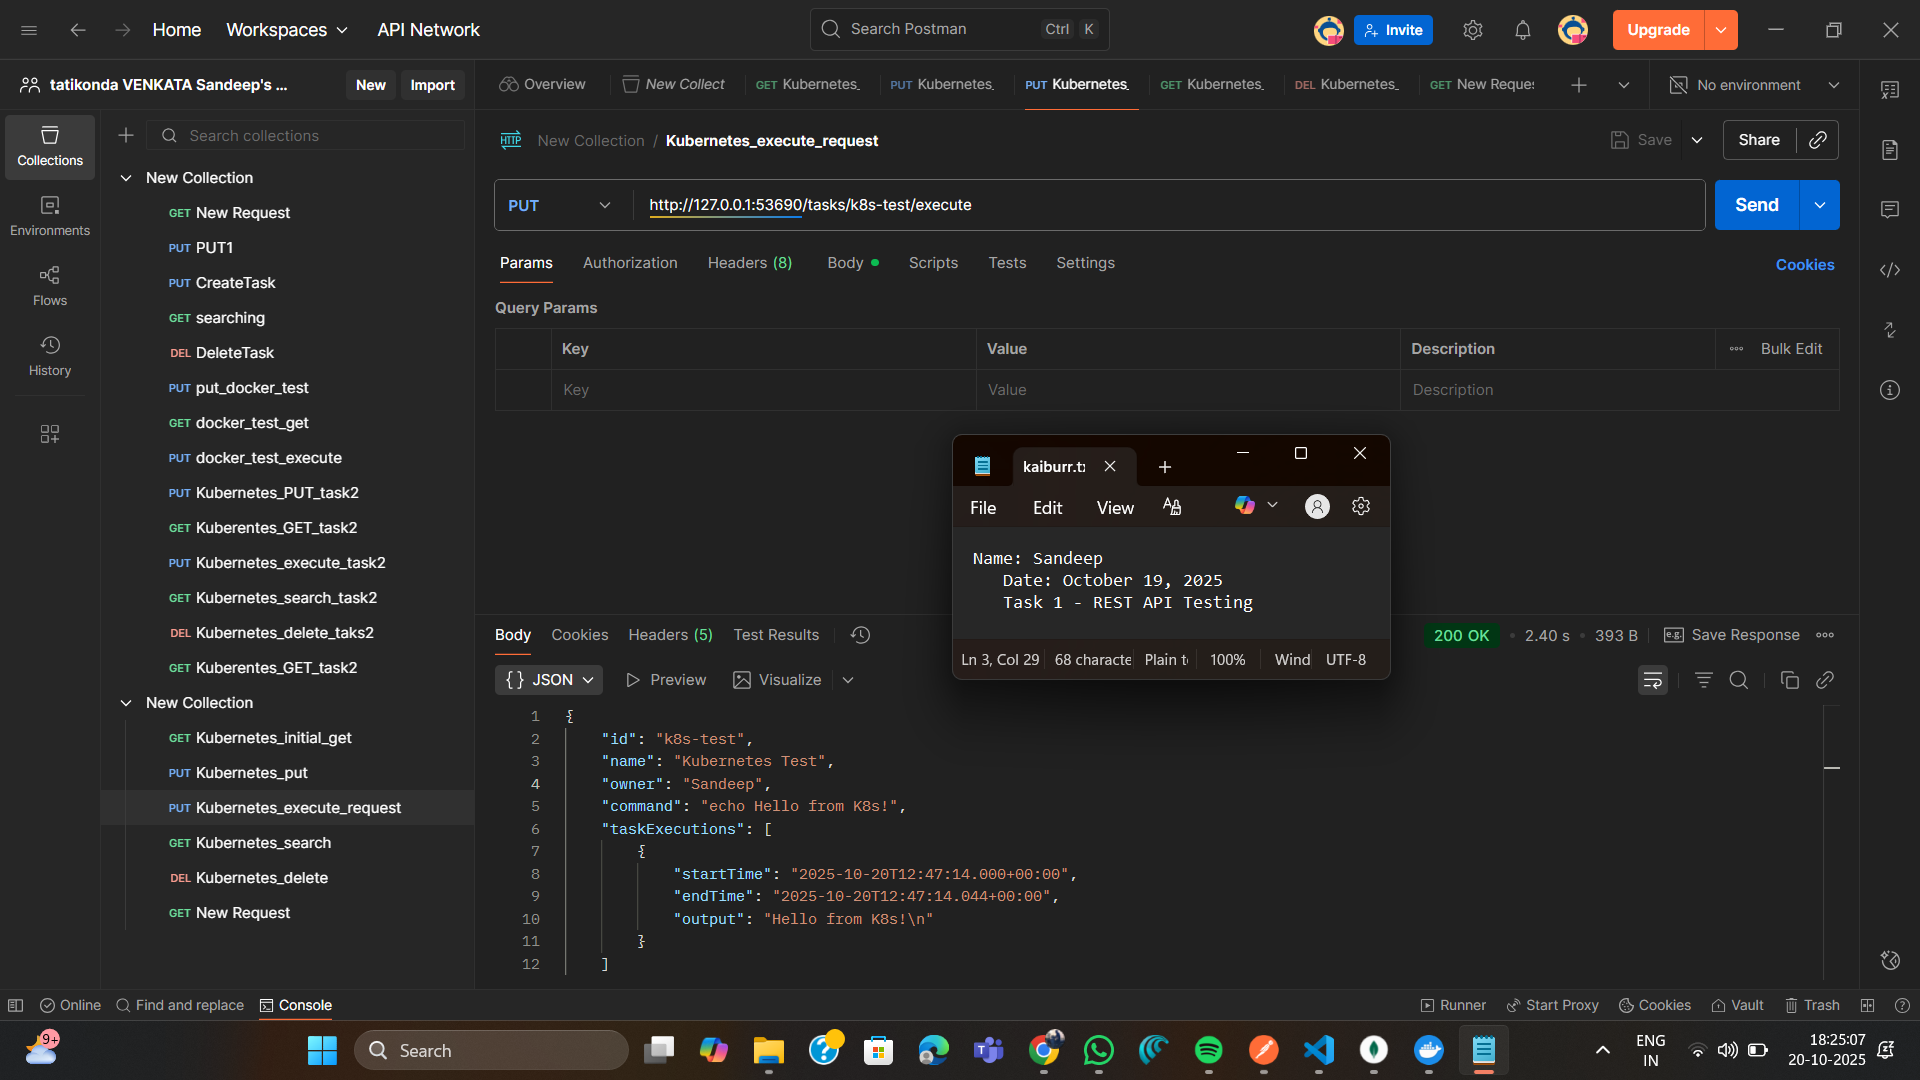 Home
Workspaces
API Network
Search Postman
Ctrl K
Invite
Upgrade
tatikonda VENKATA Sandeep's ...
New
Import
Overview
New Collect
GET Kubernetes_
PUT Kubernetes_
PUT Kubernetes_
GET Kubernetes_
DEL Kubernetes_
GET New Reques
No environment
Collections
Environments
Flows
History
Search collections
New Collection
GET New Request
PUT PUT1
PUT CreateTask
GET searching
DEL DeleteTask
PUT put_docker_test
GET docker_test_get
PUT docker_test_execute
PUT Kubernetes_PUT_task2
GET Kuberentes_GET_task2
PUT Kubernetes_execute_task2
GET Kubernetes_search_task2
DEL Kubernetes_delete_taks2
GET Kuberentes_GET_task2
New Collection
GET Kubernetes_initial_get
PUT Kubernetes_put
PUT Kubernetes_execute_request
GET Kubernetes_search
DEL Kubernetes_delete
GET New Request
HTTP New Collection / Kubernetes_execute_request
Save
Share
PUT
http://127.0.0.1:53690/tasks/k8s-test/execute
Send
Params
Authorization
Headers (8)
Body
Scripts
Tests
Settings
Cookies
Query Params
Key
Value
Description
Bulk Edit
Key
Value
Description
kaiburr.t
File
Edit
View
Name: Sandeep
Date: October 19, 2025
Task 1 - REST API Testing
Ln 3, Col 29
68 characte
Plain t
100%
Wind
UTF-8
Body
Cookies
Headers (5)
Test Results
200 OK
2.40 s
393 B
e.g. Save Response
{} JSON
Preview
Visualize
1 {
2 "id": "k8s-test",
3 "name": "Kubernetes Test",
4 "owner": "Sandeep",
5 "command": "echo Hello from K8s!",
6 "taskExecutions": [
7 {
8 "startTime": "2025-10-20T12:47:14.000+00:00",
9 "endTime": "2025-10-20T12:47:14.044+00:00",
10 "output": "Hello from K8s!\n"
11 }
12 ]
Online
Find and replace
Console
Runner
Start Proxy
Cookies
Vault
Trash
9+
Search
ENG
IN
18:25:07
20-10-2025